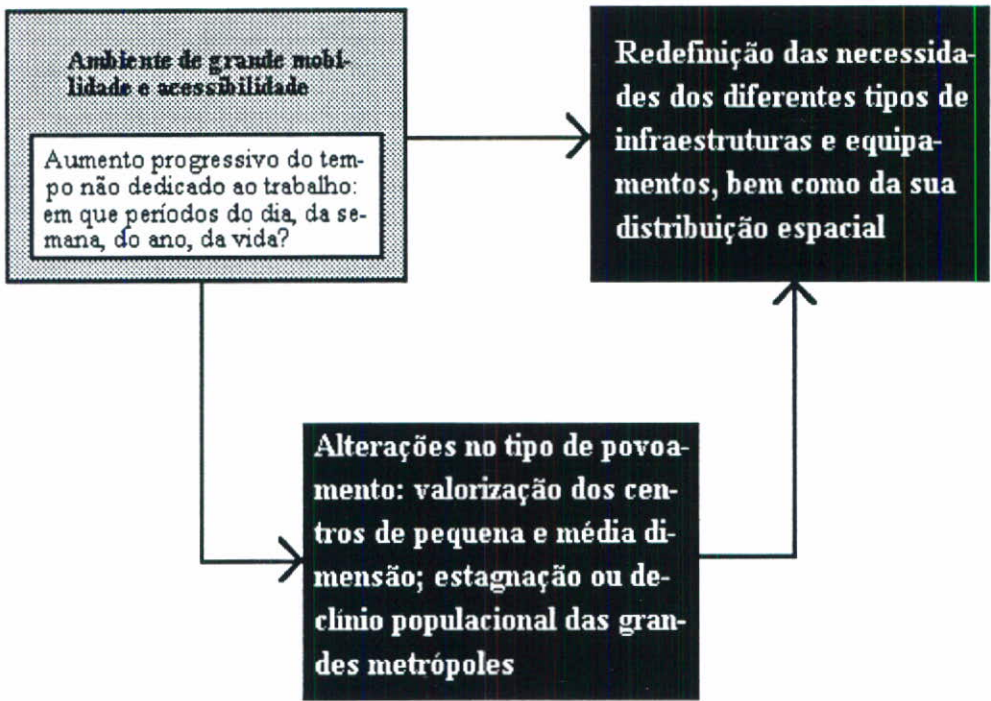 Ambiente de grande mobi-
lidade e acessibilidade
Aumento progressivo do tem-
po não dedicado ao trabalho:
em que períodos do dia, da se-
mana, do ano, da vida?
Redefinição das necessida-
des dos diferentes tipos de
infraestruturas e equipa-
mentos, bem como da sua
distribuição espacial
Alterações no tipo de povoa-
mento: valorização dos cen-
tros de pequena e média di-
mensão; estagnação ou de-
clínio populacional das gran-
des metrópoles